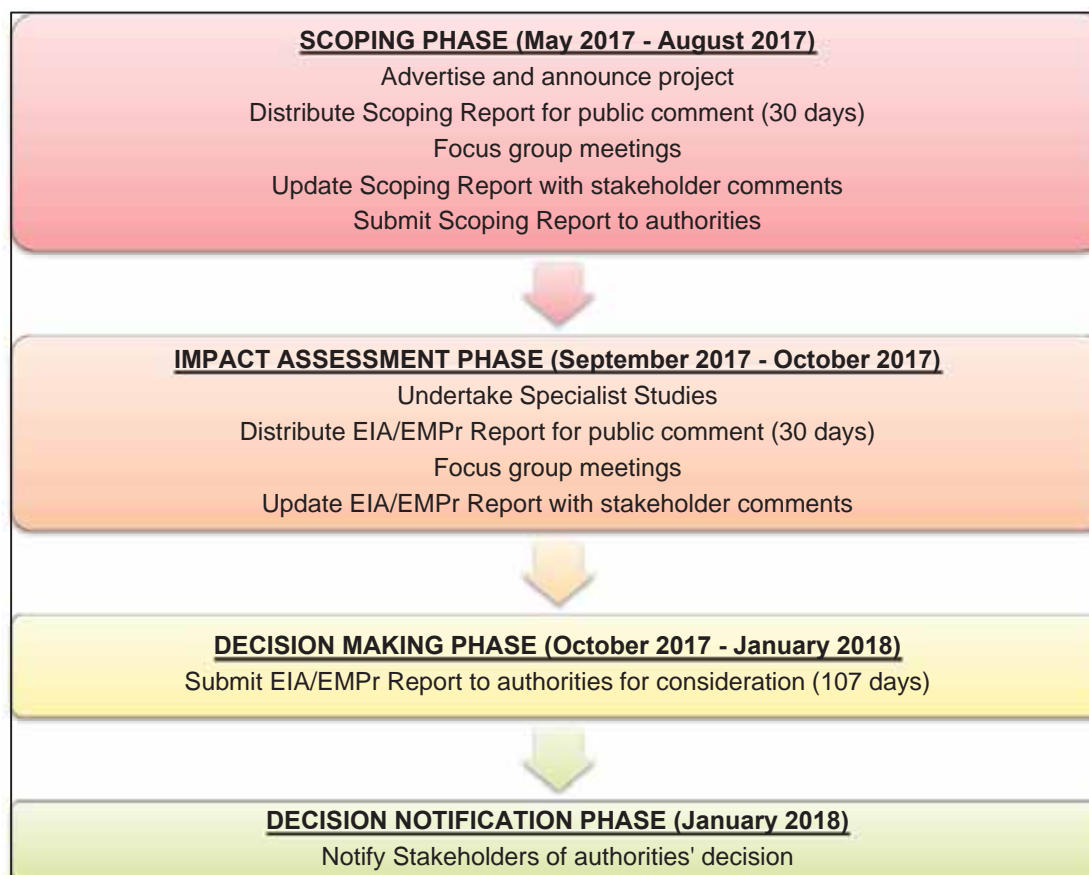 SCOPING PHASE (May 2017 - August 2017)
Advertise and announce project
Distribute Scoping Report for public comment (30 days)
Focus group meetings
Update Scoping Report with stakeholder comments
Submit Scoping Report to authorities
IMPACT ASSESSMENT PHASE (September 2017 - October 2017)
Undertake Specialist Studies
Distribute EIA/EMPr Report for public comment (30 days)
Focus group meetings
Update EIA/EMPr Report with stakeholder comments
DECISION MAKING PHASE (October 2017 - January 2018)
Submit EIA/EMPr Report to authorities for consideration (107 days)
DECISION NOTIFICATION PHASE (January 2018)
Notify Stakeholders of authorities' decision